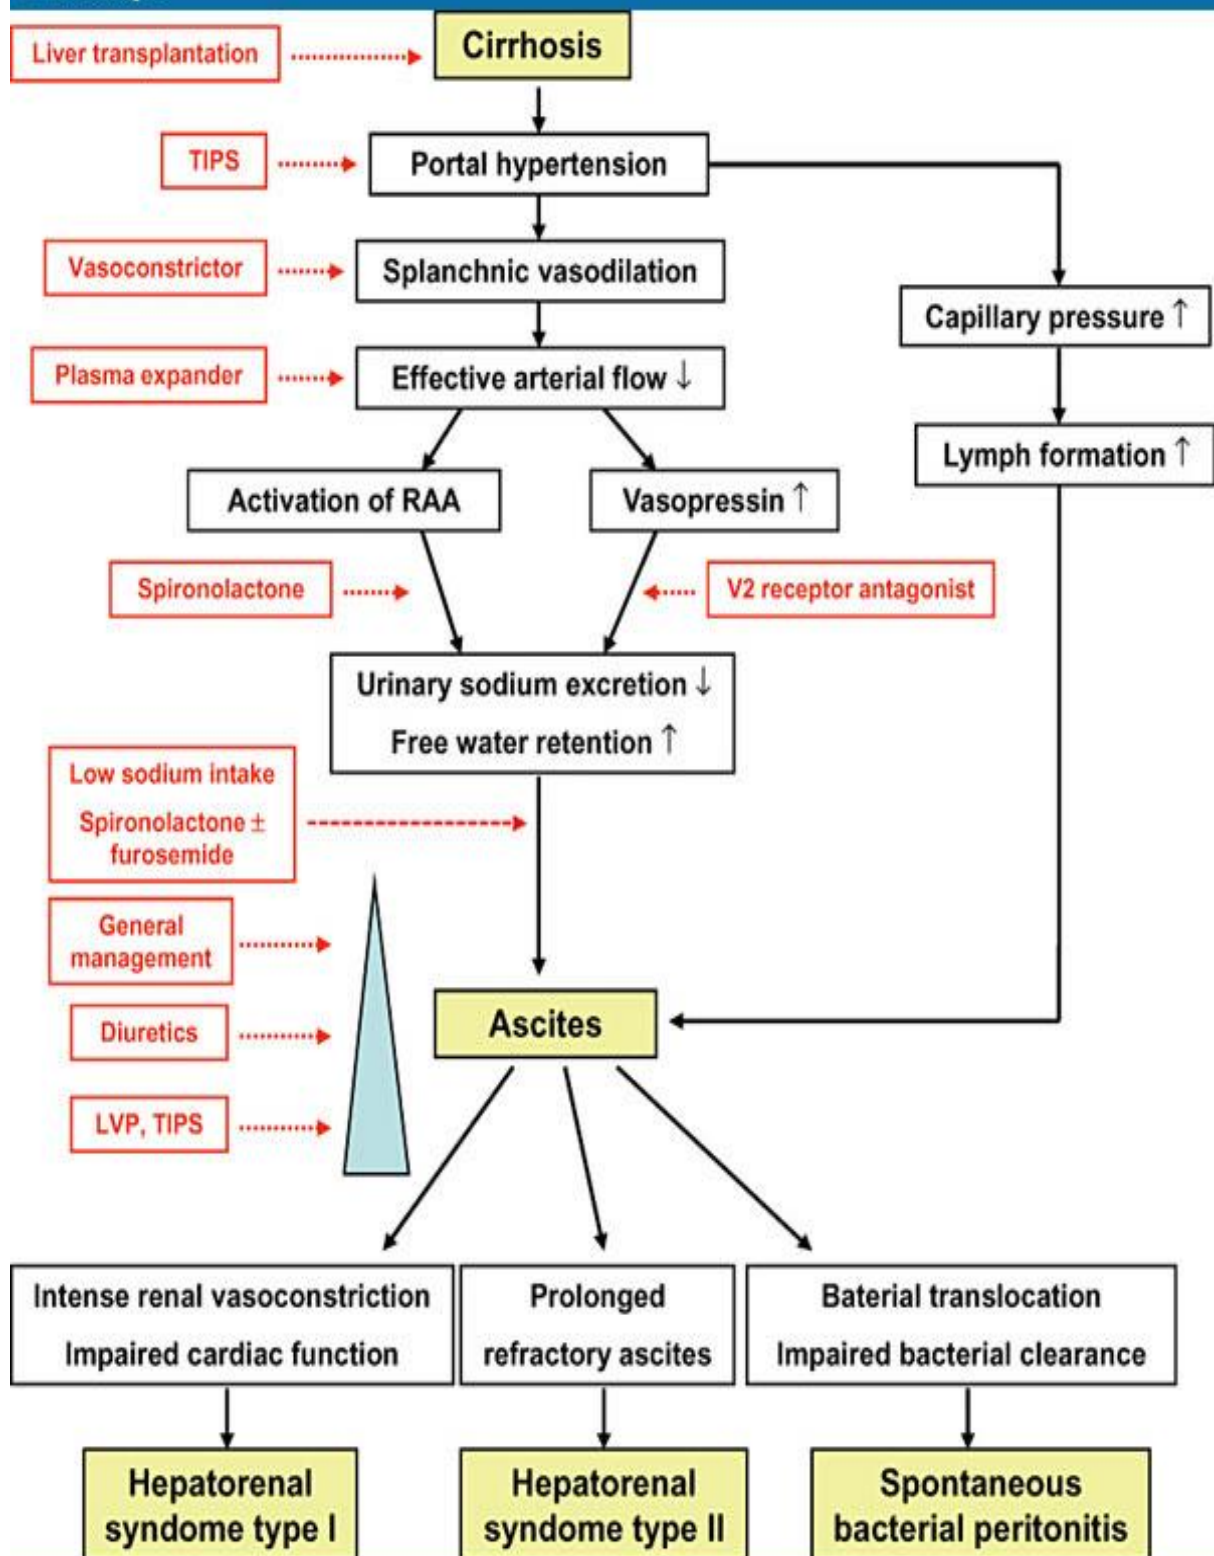 Cirrhosis
Liver transplantation
TIPS
Portal hypertension
Vasoconstrictor
Splanchnic vasodilation
Capillary pressure ↑
Plasma expander
Effective arterial flow ↓
Lymph formation ↑
Activation of RAA
Vasopressin ↑
Spironolactone
V2 receptor antagonist
Urinary sodium excretion ↓
Free water retention ↑
Low sodium intake
Spironolactone ±
furosemide
General
management
Diuretics
Ascites
LVP, TIPS
Intense renal vasoconstriction
Impaired cardiac function
Prolonged
refractory ascites
Baterial translocation
Impaired bacterial clearance
Hepatorenal
syndome type I
Hepatorenal
syndome type II
Spontaneous
bacterial peritonitis